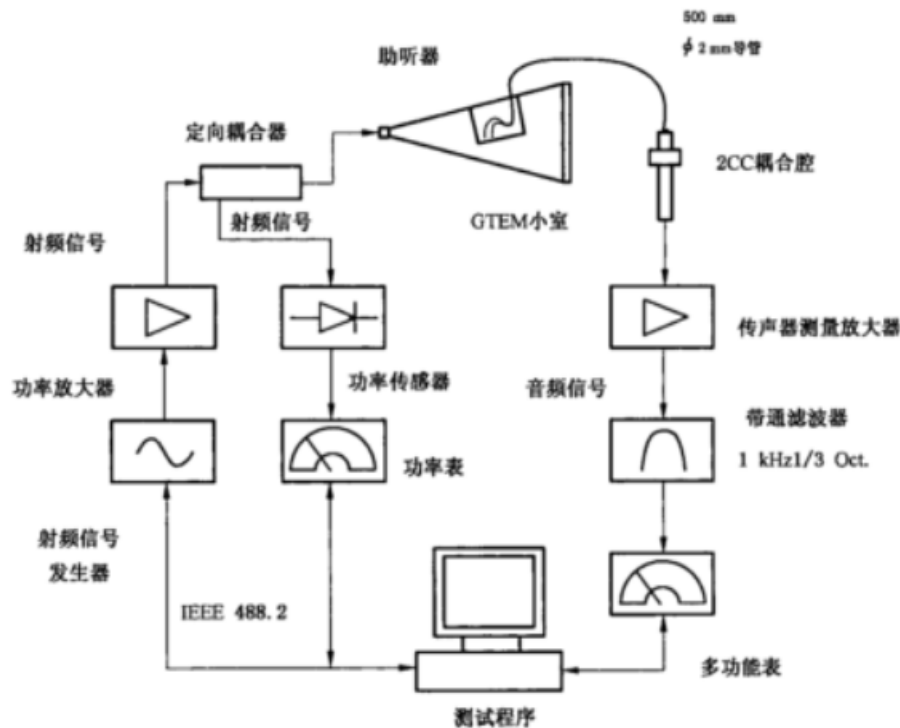 500 mm
ϕ 2 mm导管
助听器
定向耦合器
2CC耦合腔
射频信号
GTEM小室
射频信号
传声器测量放大器
功率放大器
功率传感器
音频信号
带通滤波器
功率表
1 kHz1/3 Oct.
射频信号
发生器
IEEE 488.2
多功能表
测试程序